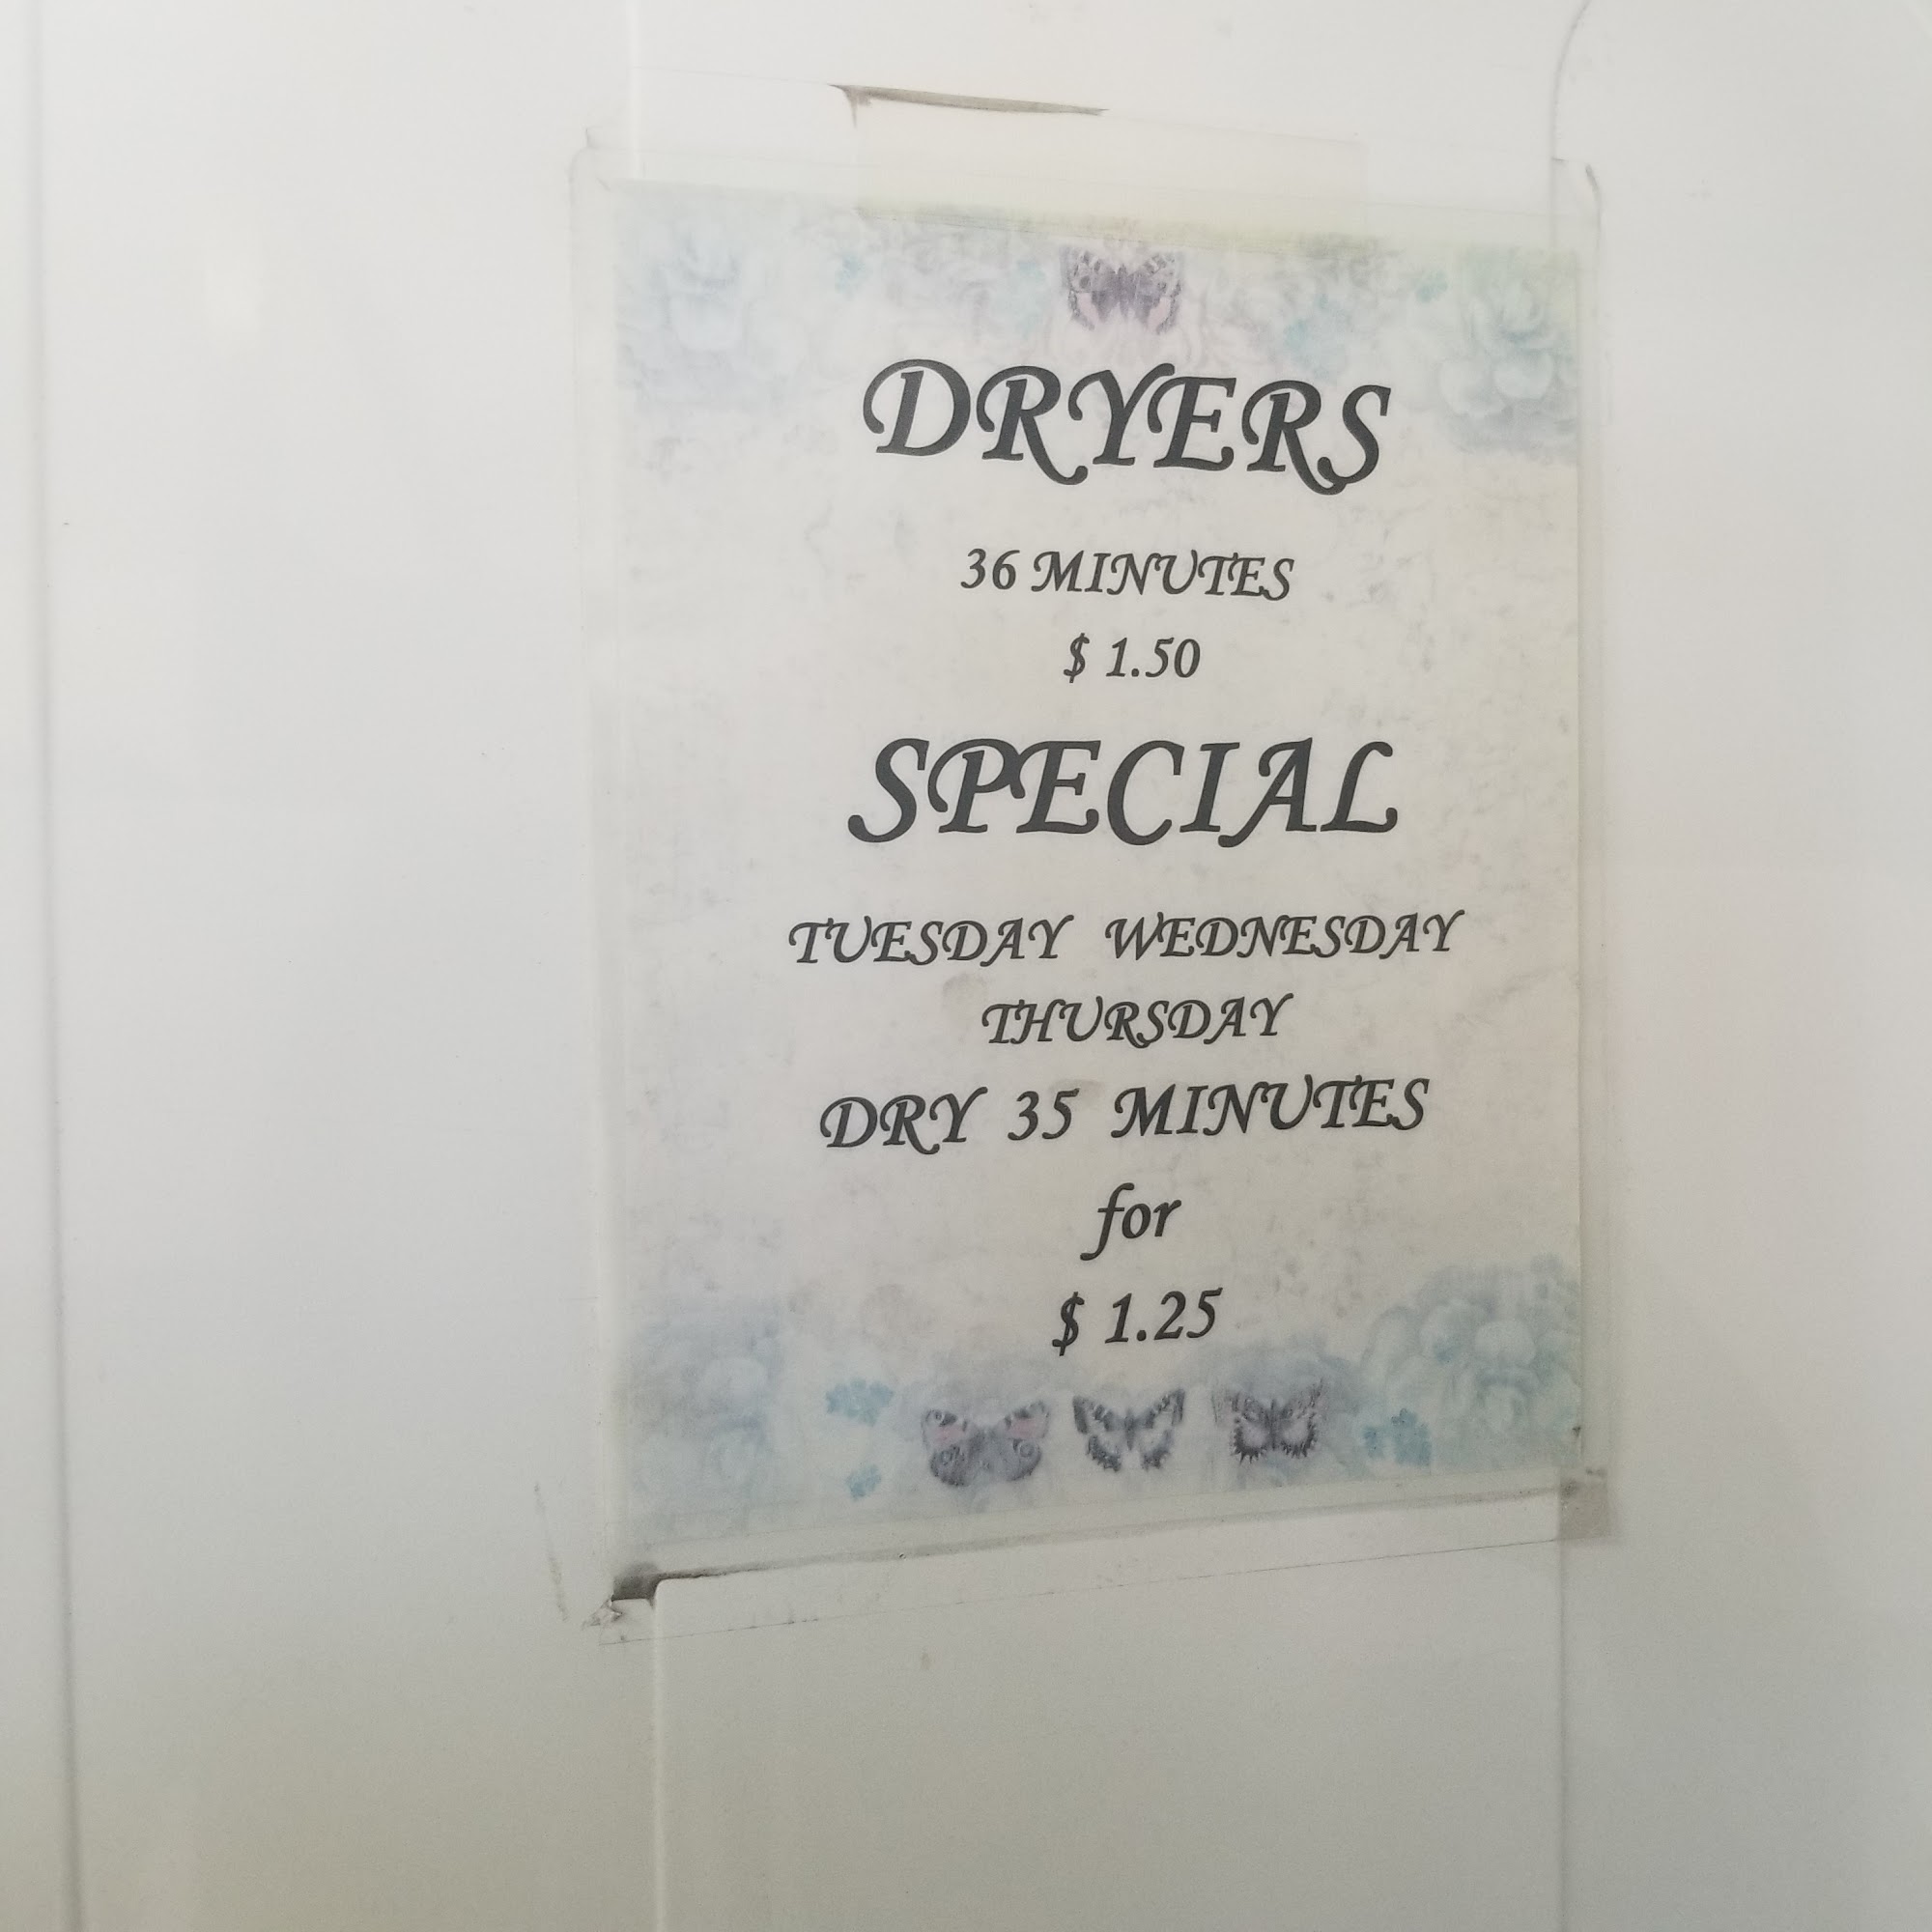 DRYERS
36 MINUTES
$ 1.50
SPECIAL
TUESDAY WEDNESDAY
THURSDAY
DRY 35 MINUTES
for
$ 1.25